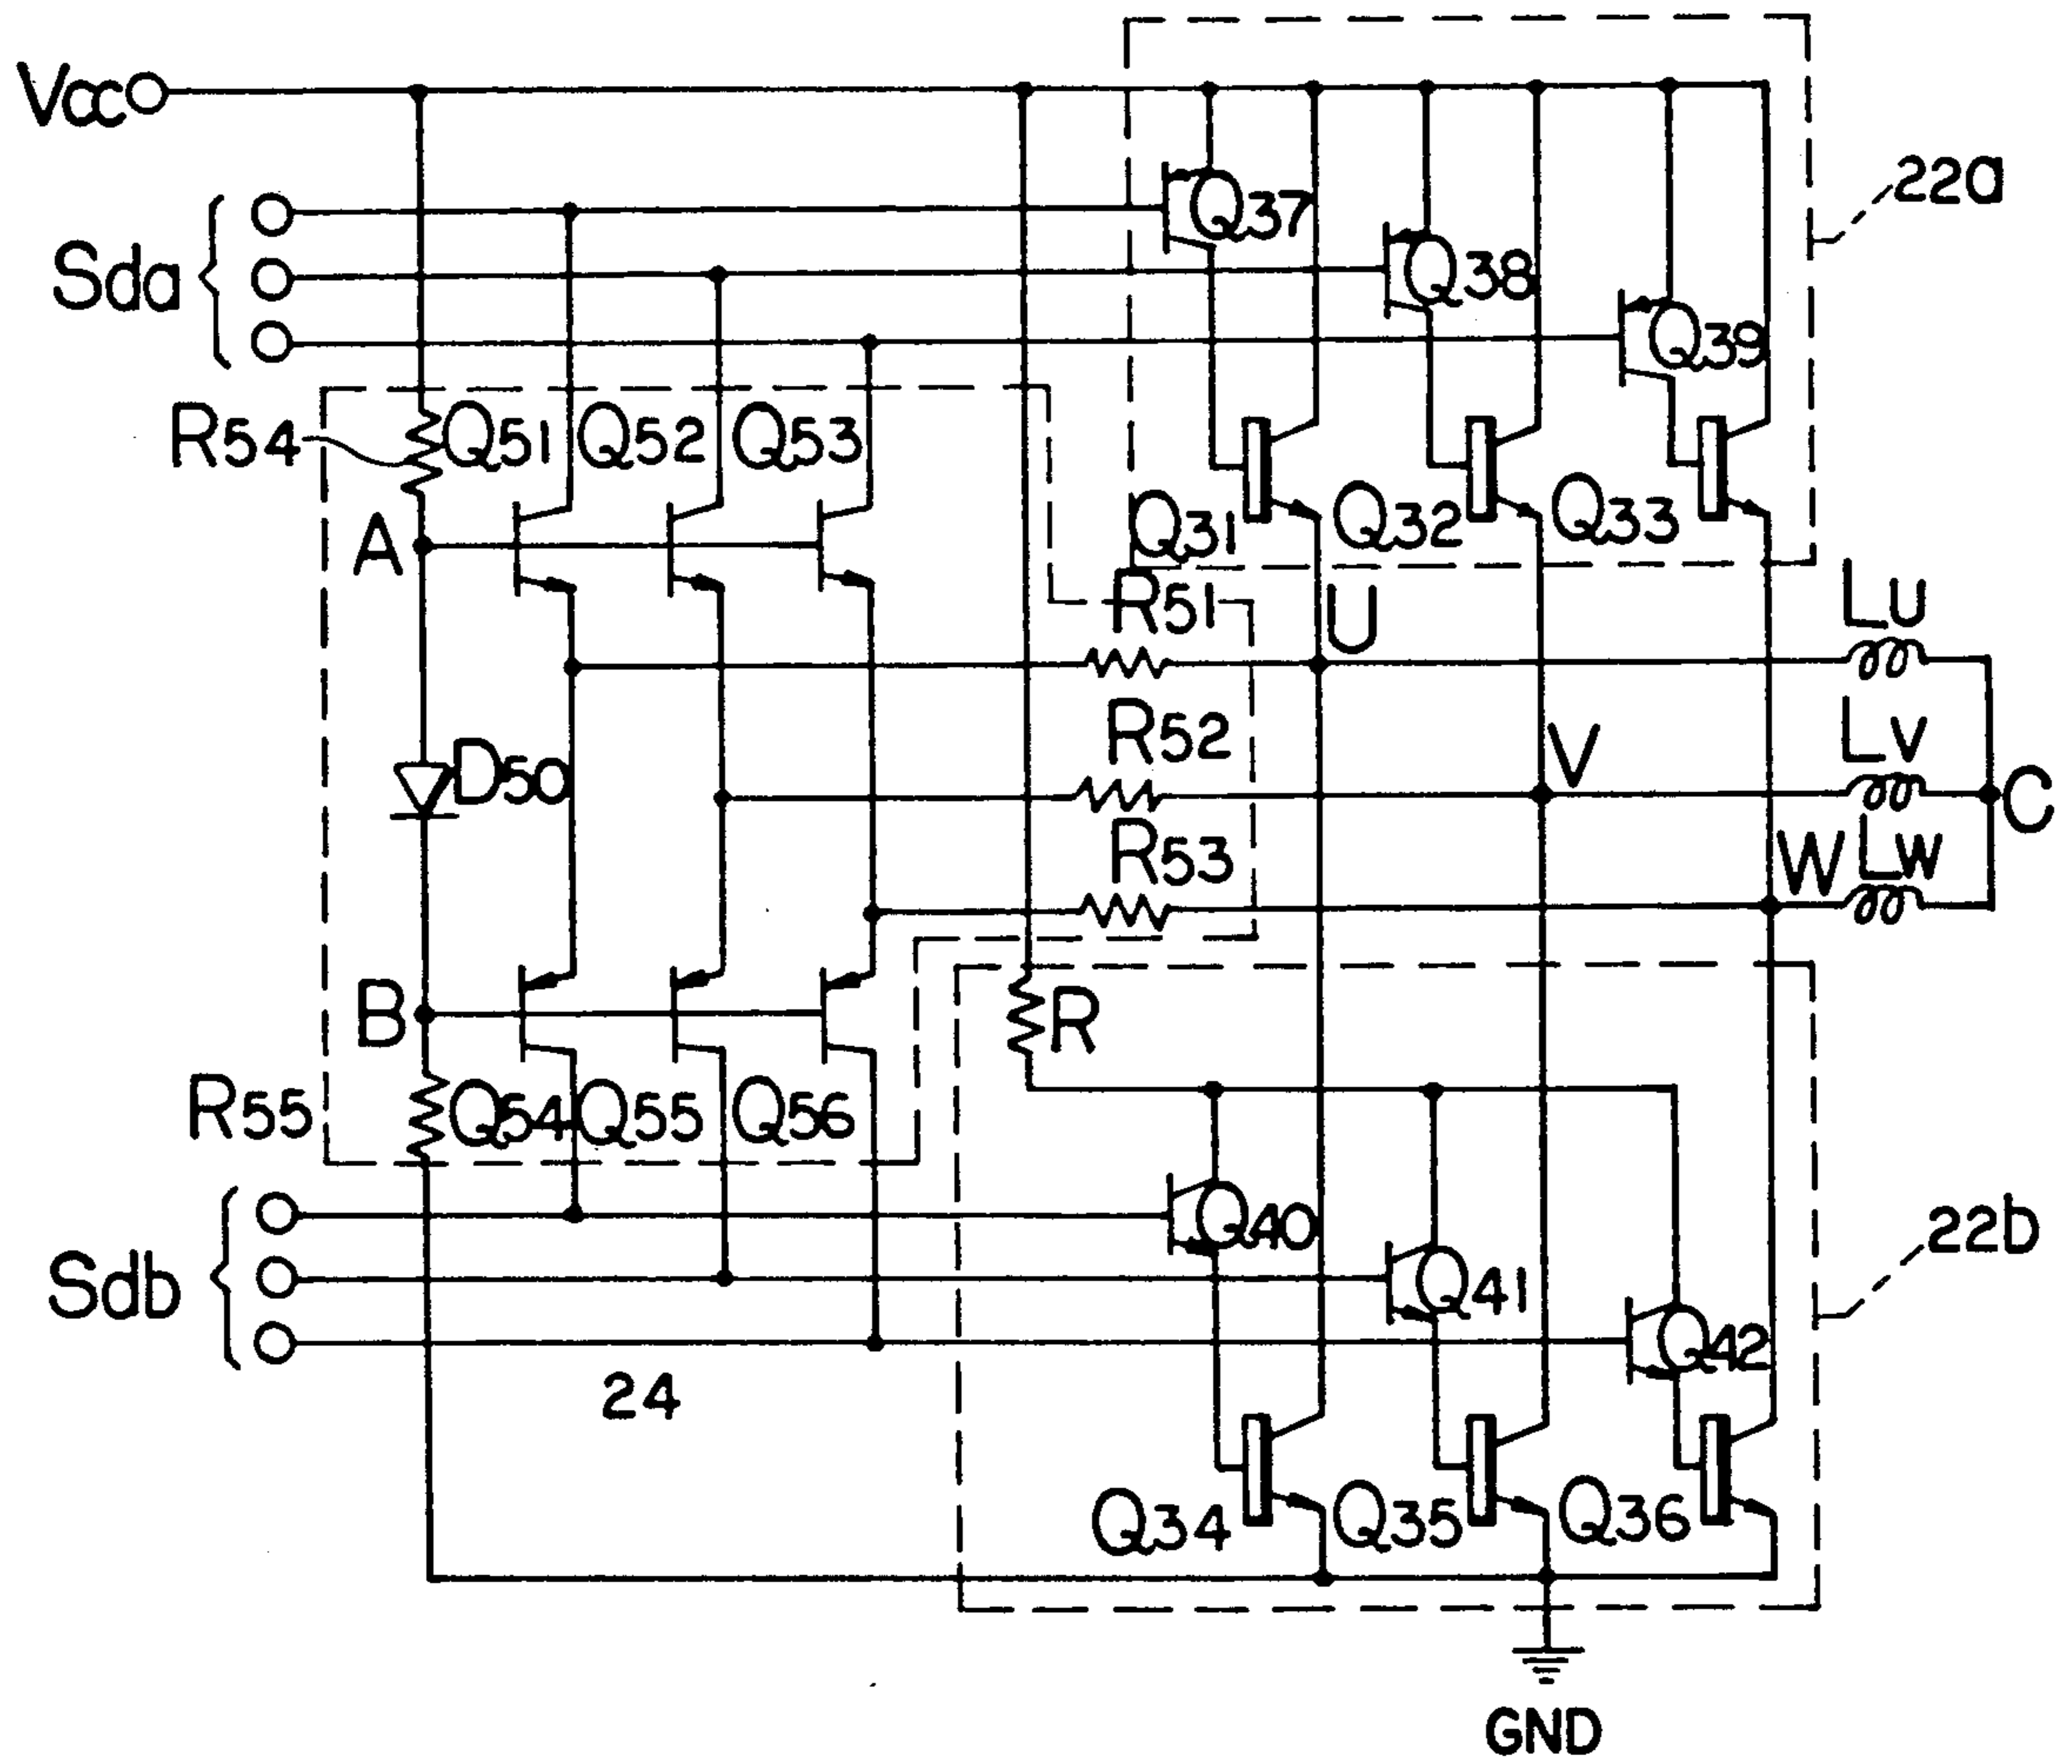 Vcc
22a
Q37
Sda
Q38
Q39
R54
Q51
Q52
Q53
A
Q31
Q32
Q33
R51
U
Lu
R52
V
Lv
D50
C
R53
W
Lw
B
R
R55
Q54
Q55
Q56
Q40
22b
Sdb
Q41
Q42
24
Q34
Q35
Q36
GND